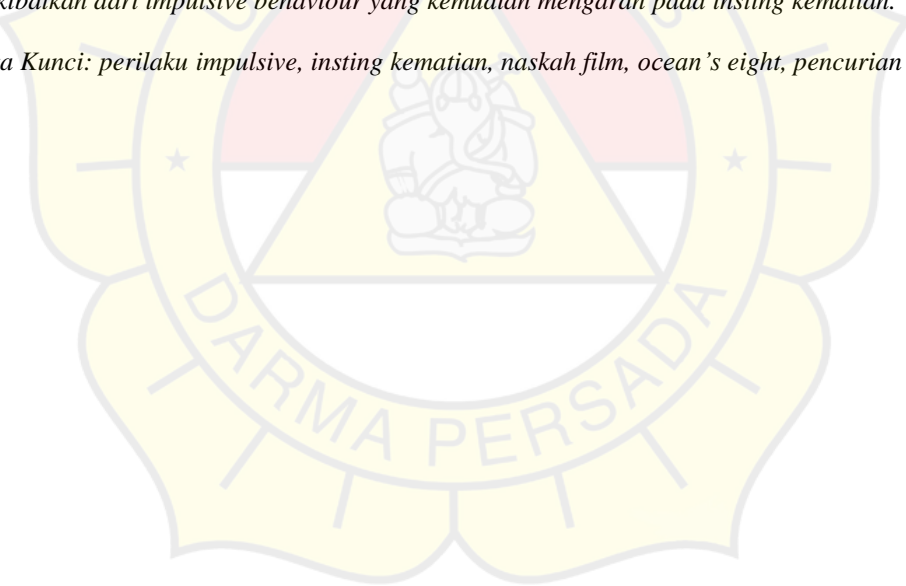 dari impulsive behaviour yang kemudian mengarah pada insting kematian.
a Kunci: perilaku impulsive, insting kematian, naskah film, ocean's eight, pencurian
DARMA PERSADA